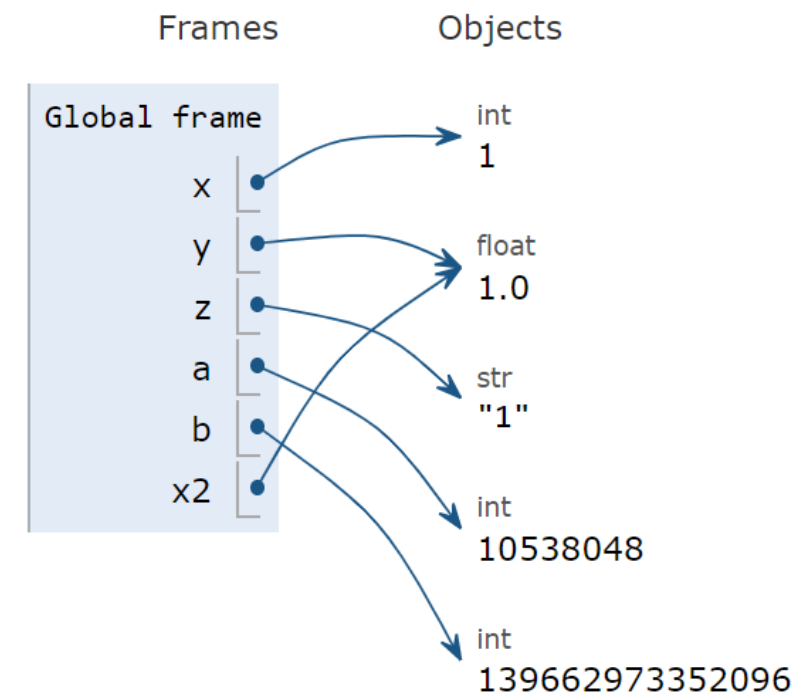 Frames Objects
Global frame
x
y
z
a
b
x2
int
1
float
1.0
str
"1"
int
10538048
int
139662973352096